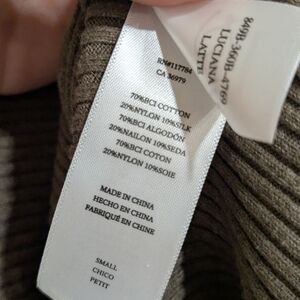 RN#117784
CA 36979
70%BCI COTTON
20%NYLON 10%SILK
70%BCI ALGODÓN
20%NAILON 10%SEDA
70%BCI COTON
20%NYLON 10%SOIE
MADE IN CHINA
HECHO EN CHINA
FABRIQUÉ EN CHINE
SMALL
CHICO
PETIT
LUCIANA
LATTE